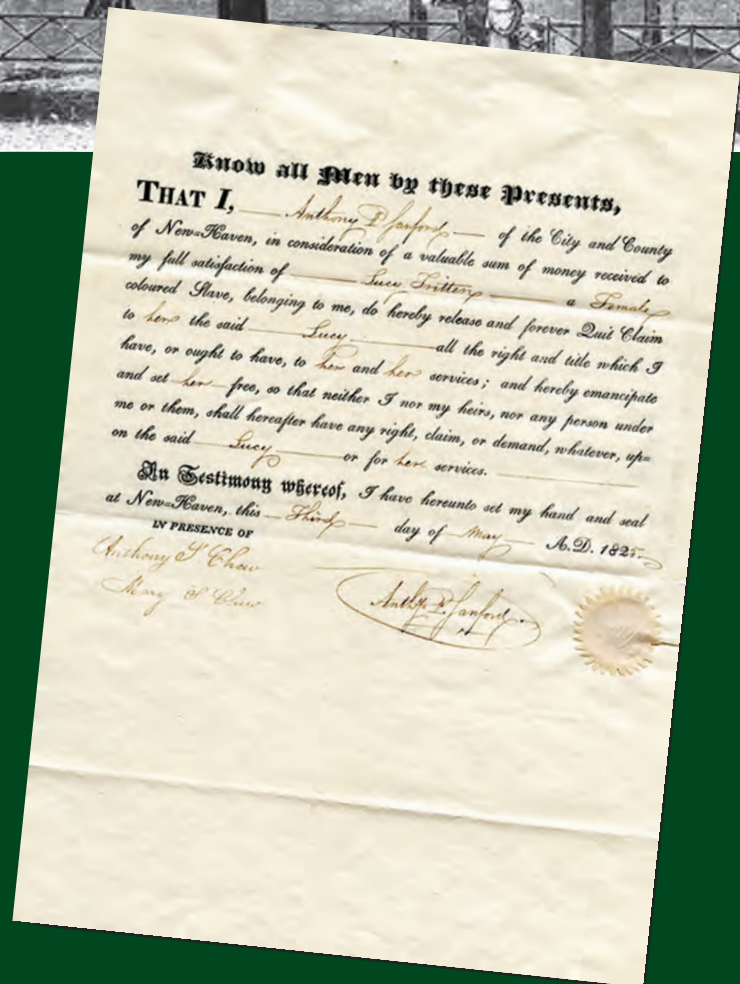 Know all Men by these Presents,
THAT I, Anthony P. Sanford of the City and County
of New=Haven, in consideration of a valuable sum of money received to
my full satisfaction of Lucy Tritten a Female
coloured Slave, belonging to me, do hereby release and forever Quit Claim
to her the said Lucy all the right and title which I
have, or ought to have, to her and her services; and hereby emancipate
and set her free, so that neither I nor my heirs, nor any person under
me or them, shall hereafter have any right, claim, or demand, whatever, up=
on the said Lucy or for her services.
In Testimony whereof, I have hereunto set my hand and seal
at New=Haven, this Third day of May A.D. 1825
IN PRESENCE OF
Anthony S Chew
Mary S Chew
Anthy. P. Sanford